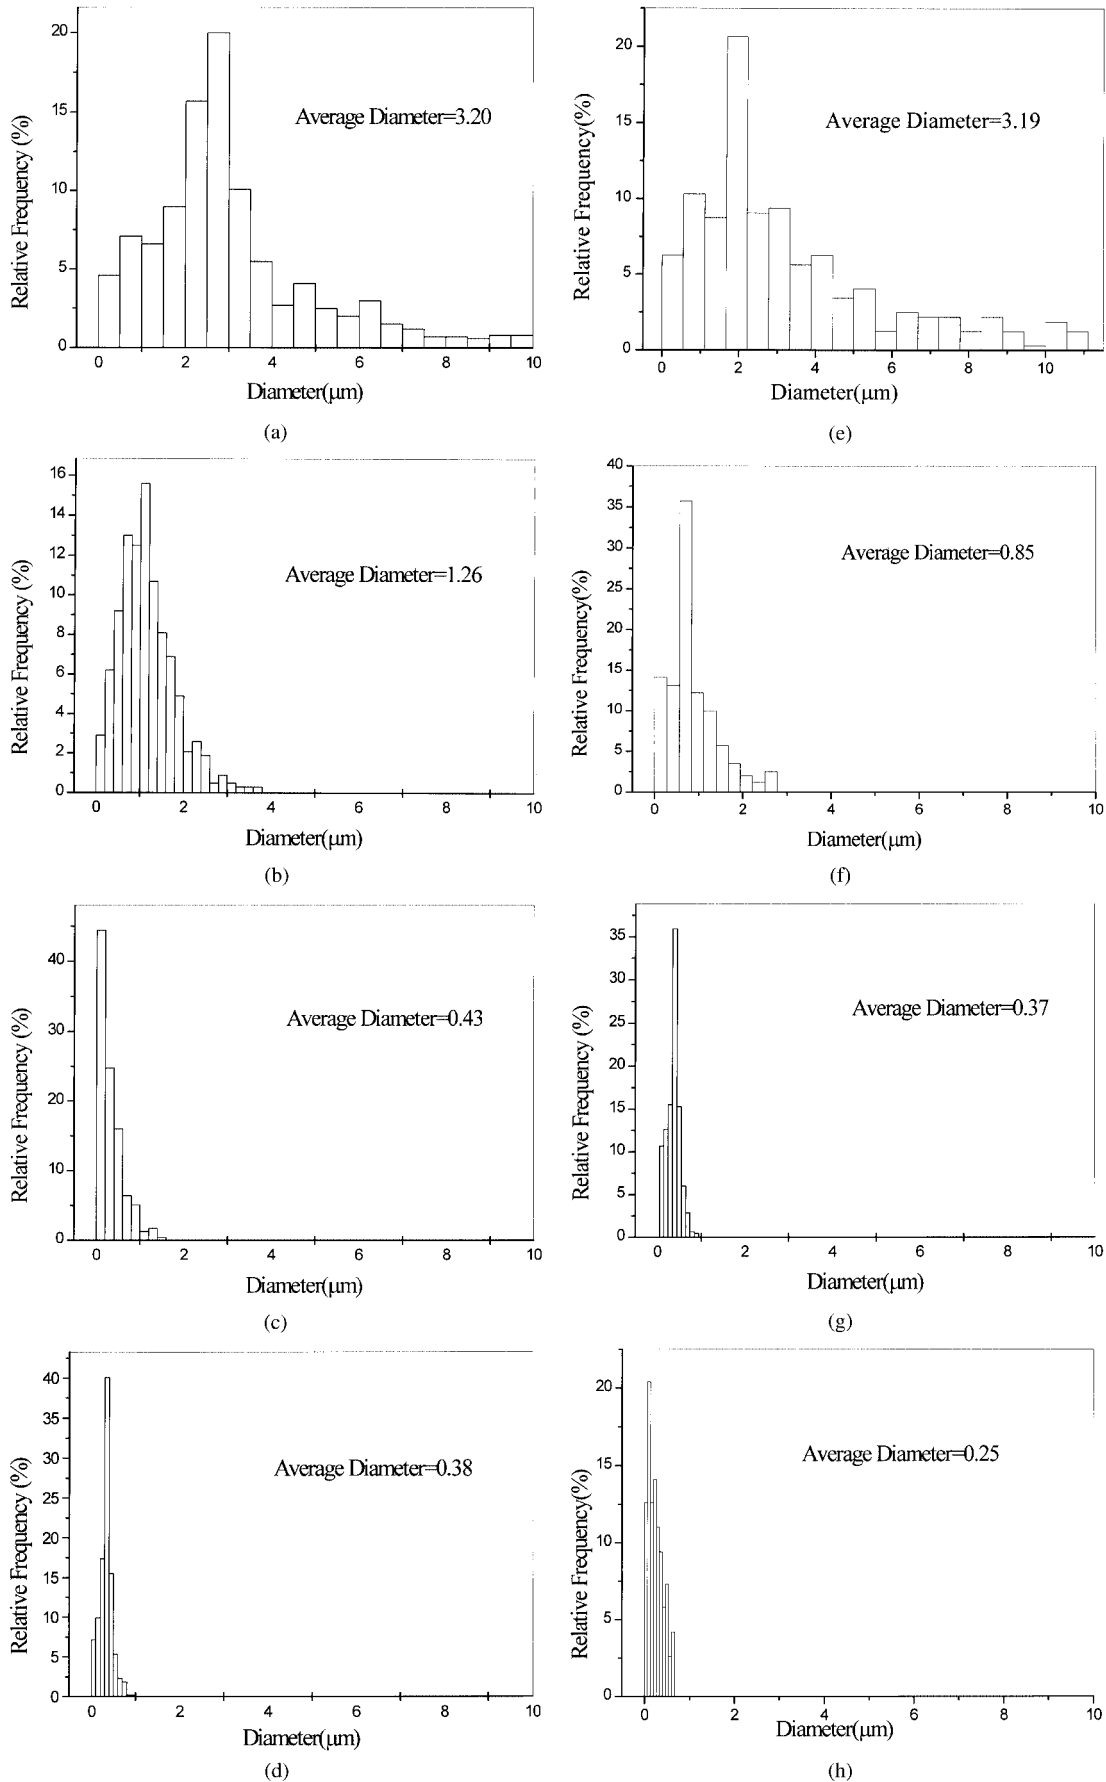 20
15
10
5
0
Relative Frequency (%)
Average Diameter=3.20
0 2 4 6 8 10
Diameter(μm)
(a)
20
15
10
5
0
Relative Frequency(%)
Average Diameter=3.19
0 2 4 6 8 10
Diameter(μm)
(e)
16
14
12
10
8
6
4
2
0
Relative Frequency (%)
Average Diameter=1.26
0 2 4 6 8 10
Diameter(μm)
(b)
40
35
30
25
20
15
10
5
0
Relative Frequency(%)
Average Diameter=0.85
0 2 4 6 8 10
Diameter(μm)
(f)
40
30
20
10
0
Relative Frequency (%)
Average Diameter=0.43
0 2 4 6 8 10
Diameter(μm)
(c)
35
30
25
20
15
10
5
0
Relative Frequency (%)
Average Diameter=0.37
0 2 4 6 8 10
Diameter(μm)
(g)
40
35
30
25
20
15
10
5
0
Relative Frequency (%)
Average Diameter=0.38
0 2 4 6 8 10
Diameter(μm)
(d)
20
15
10
5
0
Relative Frequency(%)
Average Diameter=0.25
0 2 4 6 8 10
Diameter(μm)
(h)